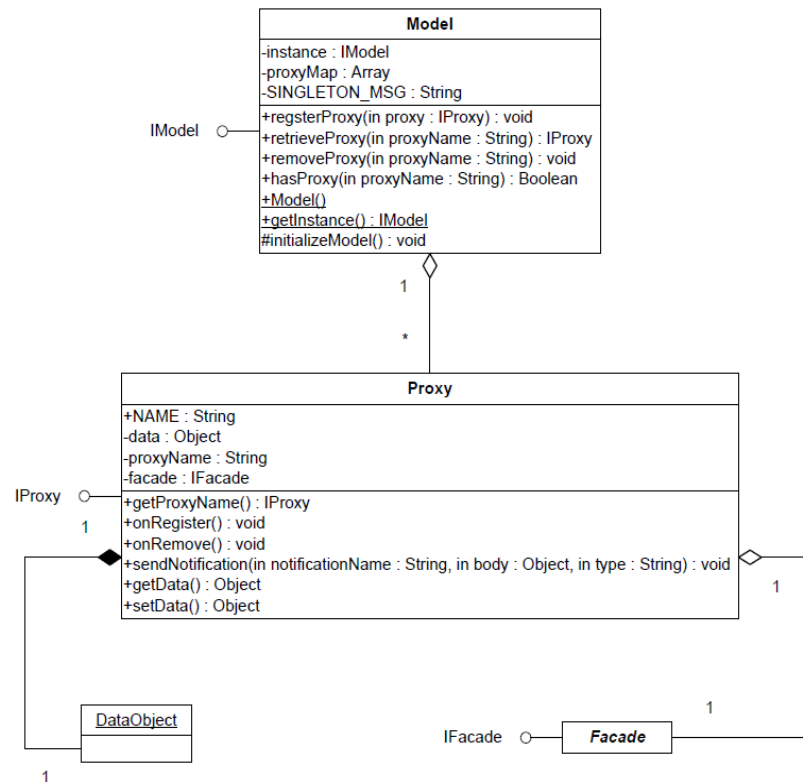 Model
-instance : IModel
-proxyMap : Array
-SINGLETON_MSG : String
IModel
+regsterProxy(in proxy : IProxy) : void
+retrieveProxy(in proxyName : String) : IProxy
+removeProxy(in proxyName : String) : void
+hasProxy(in proxyName : String) : Boolean
+Model()
+getInstance() : IModel
#initializeModel() : void
1
*
Proxy
+NAME : String
-data : Object
-proxyName : String
-facade : IFacade
IProxy
+getProxyName() : IProxy
1
+onRegister() : void
+onRemove() : void
+sendNotification(in notificationName : String, in body : Object, in type : String) : void
+getData() : Object
1
+setData() : Object
DataObject
1
IFacade
Facade
1